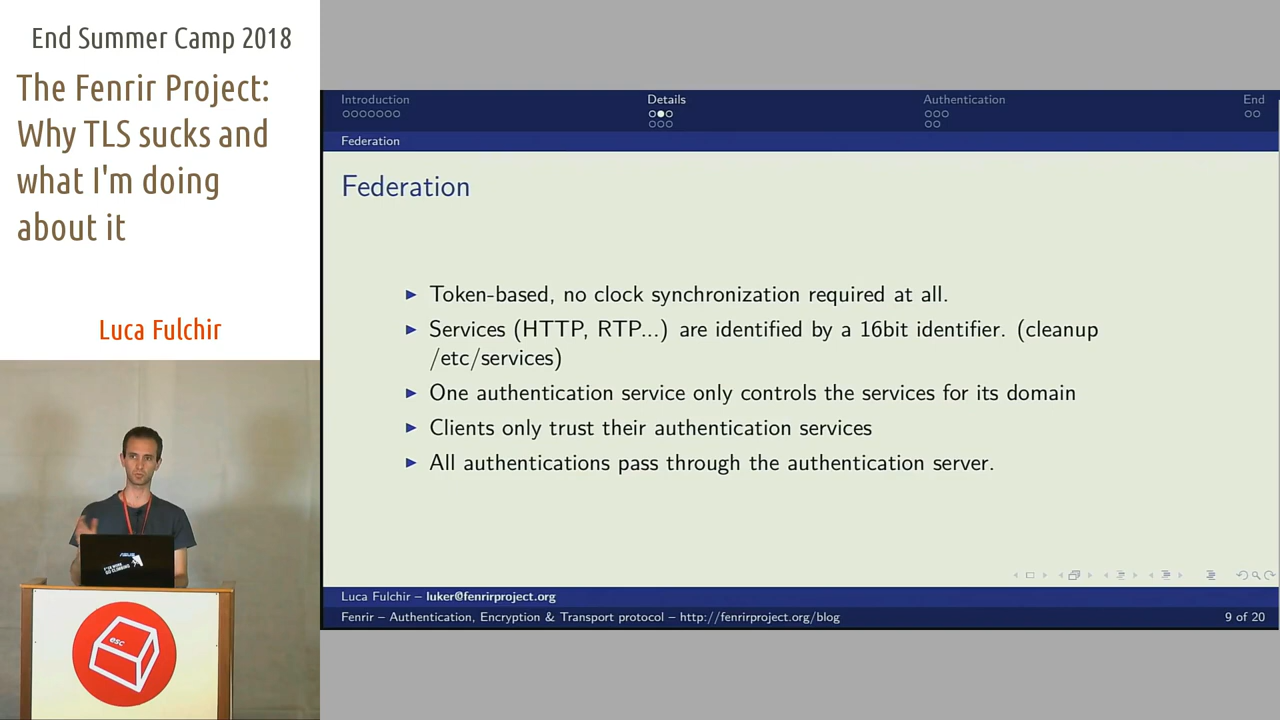 End Summer Camp 2018
The Fenrir Project:
Why TLS sucks and
what I'm doing
about it
Luca Fulchir
Introduction
Details
Authentication
End
Federation
Federation
Token-based, no clock synchronization required at all.
Services (HTTP, RTP...) are identified by a 16bit identifier. (cleanup
/etc/services)
One authentication service only controls the services for its domain
Clients only trust their authentication services
All authentications pass through the authentication server.
Luca Fulchir – luker@fenrirproject.org
Fenrir – Authentication, Encryption & Transport protocol – http://fenrirproject.org/blog
9 of 20
esc